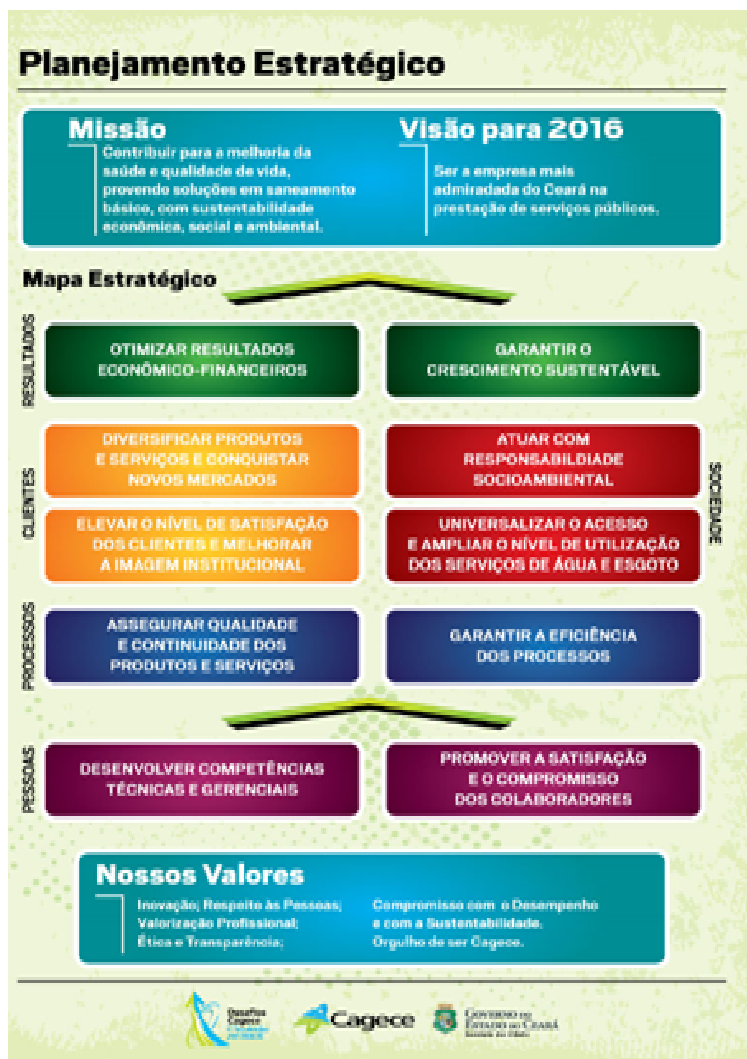 Planejamento Estratégico
Missão
Contribuir para a melhoria da
saúde e qualidade de vida,
provendo soluções em saneamento
básico, com sustentabilidade
econômica, social e ambiental.
Visão para 2016
Ser a empresa mais
admiradada do Ceará na
prestação de serviços públicos.
Mapa Estratégico
RESULTADOS
OTIMIZAR RESULTADOS
ECONÔMICO-FINANCEIROS
GARANTIR O
CRESCIMENTO SUSTENTÁVEL
CLIENTES
DIVERSIFICAR PRODUTOS
E SERVIÇOS E CONQUISTAR
NOVOS MERCADOS
ATUAR COM
RESPONSABILDIADE
SOCIOAMBIENTAL
SOCIEDADE
ELEVAR O NÍVEL DE SATISFAÇÃO
DOS CLIENTES E MELHORAR
A IMAGEM INSTITUCIONAL
UNIVERSALIZAR O ACESSO
E AMPLIAR O NÍVEL DE UTILIZAÇÃO
DOS SERVIÇOS DE ÁGUA E ESGOTO
PROCESSOS
ASSEGURAR QUALIDADE
E CONTINUIDADE DOS
PRODUTOS E SERVIÇOS
GARANTIR A EFICIÊNCIA
DOS PROCESSOS
PESSOAS
DESENVOLVER COMPETÊNCIAS
TÉCNICAS E GERENCIAIS
PROMOVER A SATISFAÇÃO
E O COMPROMISSO
DOS COLABORADORES
Nossos Valores
Inovação; Respeito às Pessoas;
Valorização Profissional;
Ética e Transparência;
Compromisso com o Desempenho
e com a Sustentabilidade.
Orgulho de ser Cagece.
Desafios
Cagece
Cagece
GOVERNO DO
ESTADO DO CEARÁ